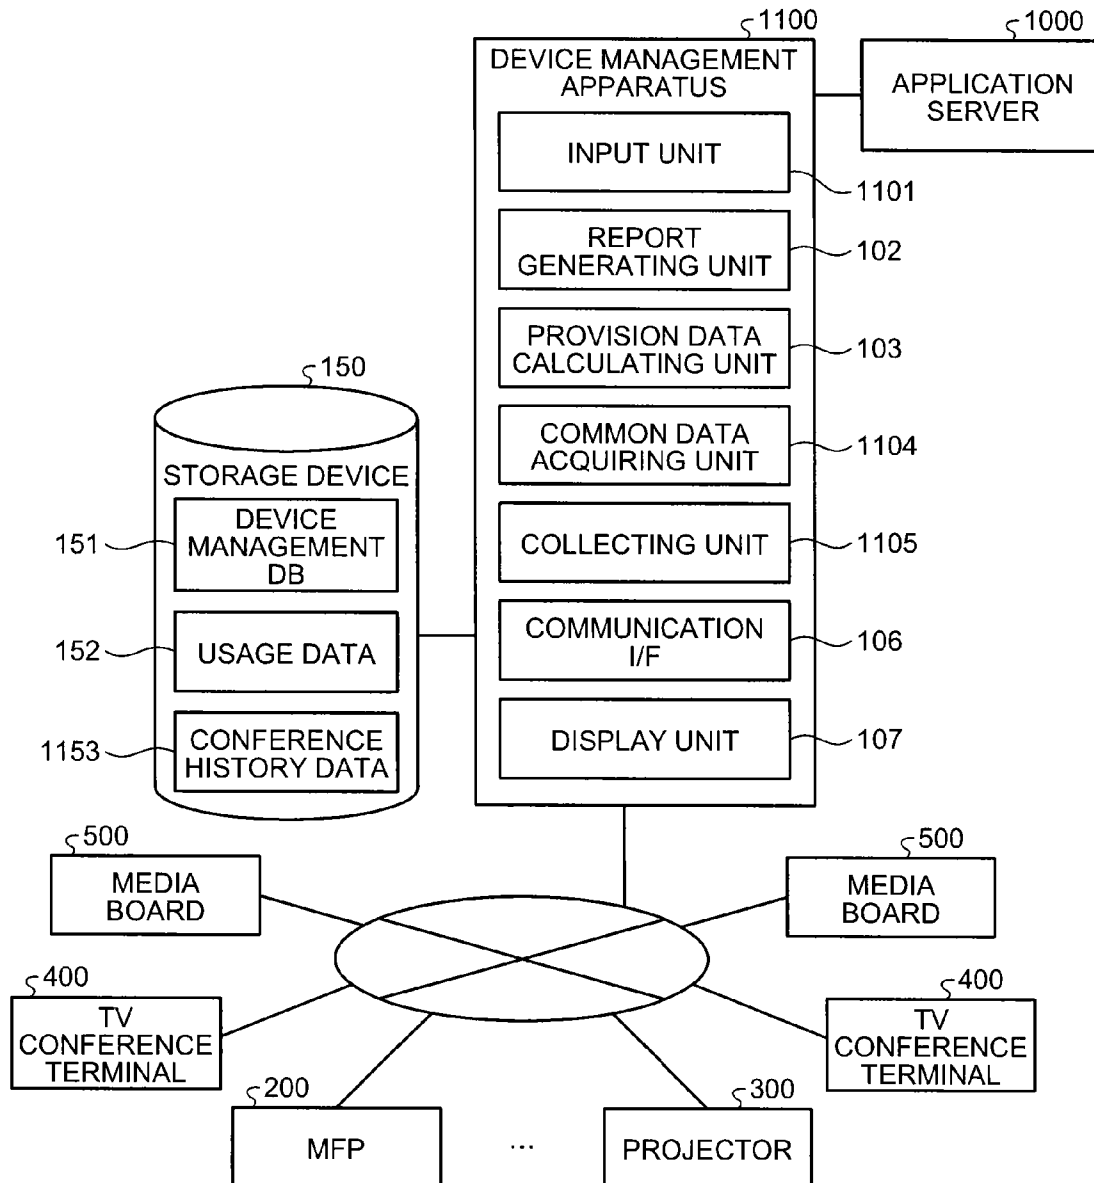 1100
1000
DEVICE MANAGEMENT
APPARATUS
APPLICATION
SERVER
INPUT UNIT
1101
REPORT
GENERATING UNIT
102
PROVISION DATA
CALCULATING UNIT
103
150
COMMON DATA
ACQUIRING UNIT
1104
STORAGE DEVICE
DEVICE
MANAGEMENT
DB
151
COLLECTING UNIT
1105
USAGE DATA
152
COMMUNICATION
I/F
106
CONFERENCE
HISTORY DATA
1153
DISPLAY UNIT
107
500
MEDIA
BOARD
500
MEDIA
BOARD
400
TV
CONFERENCE
TERMINAL
400
TV
CONFERENCE
TERMINAL
200
MFP
...
300
PROJECTOR